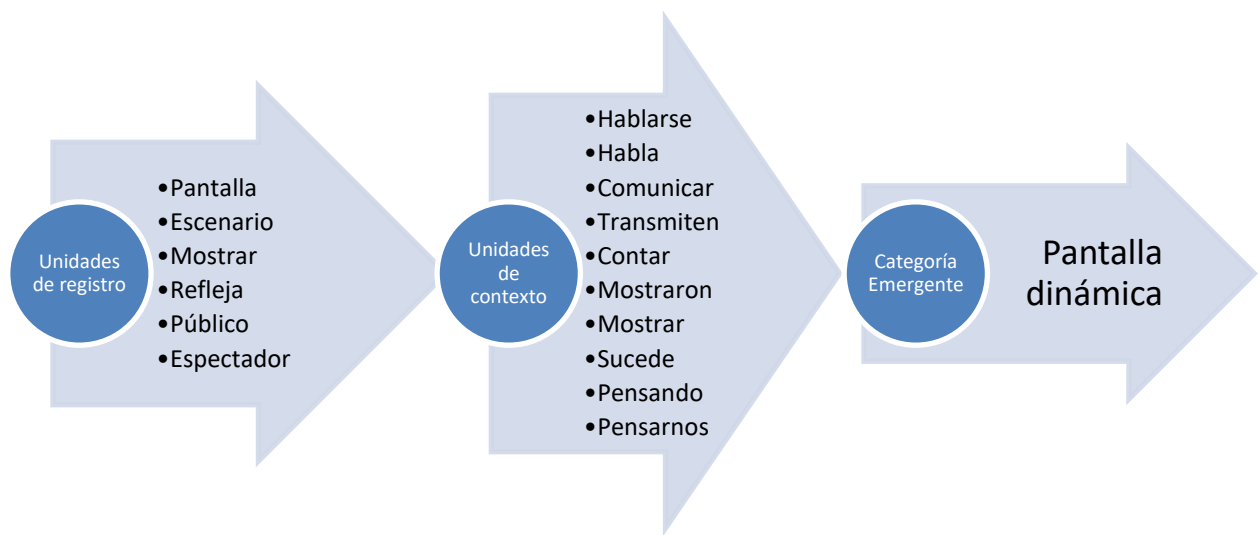 Unidades
de registro
•Pantalla
•Escenario
•Mostrar
•Refleja
•Público
•Espectador
Unidades
de
contexto
•Hablarse
•Habla
•Comunicar
•Transmiten
•Contar
•Mostraron
•Mostrar
•Sucede
•Pensando
•Pensarnos
Categoría
Emergente
Pantalla
dinámica